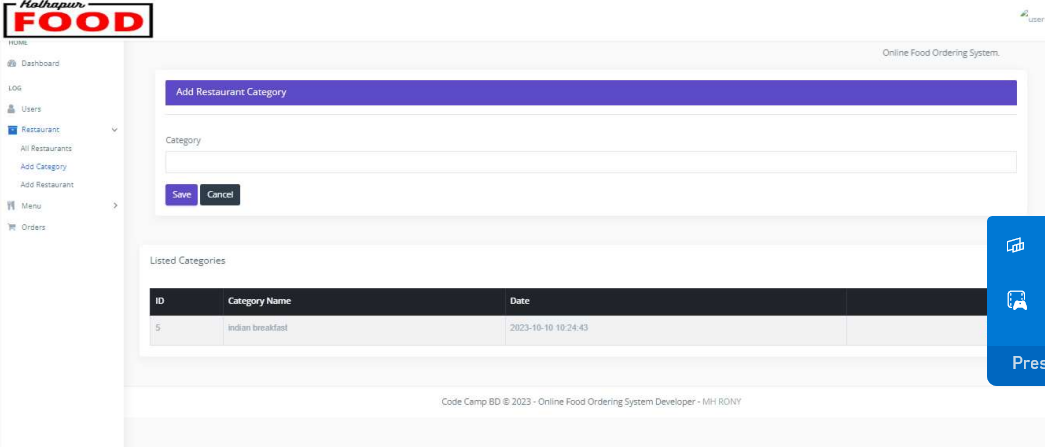 Kolhapur
FOOD
user
HOME
Online Food Ordering System.
Dashboard
LOG
Users
Restaurant
All Restaurants
Add Category
Add Restaurant
Menu
Orders
Add Restaurant Category
Category
Save Cancel
Listed Categories
ID Category Name Date
5 indian breakfast 2023-10-10 10:24:43
Pres
Code Camp BD © 2023 - Online Food Ordering System Developer - MH RONY